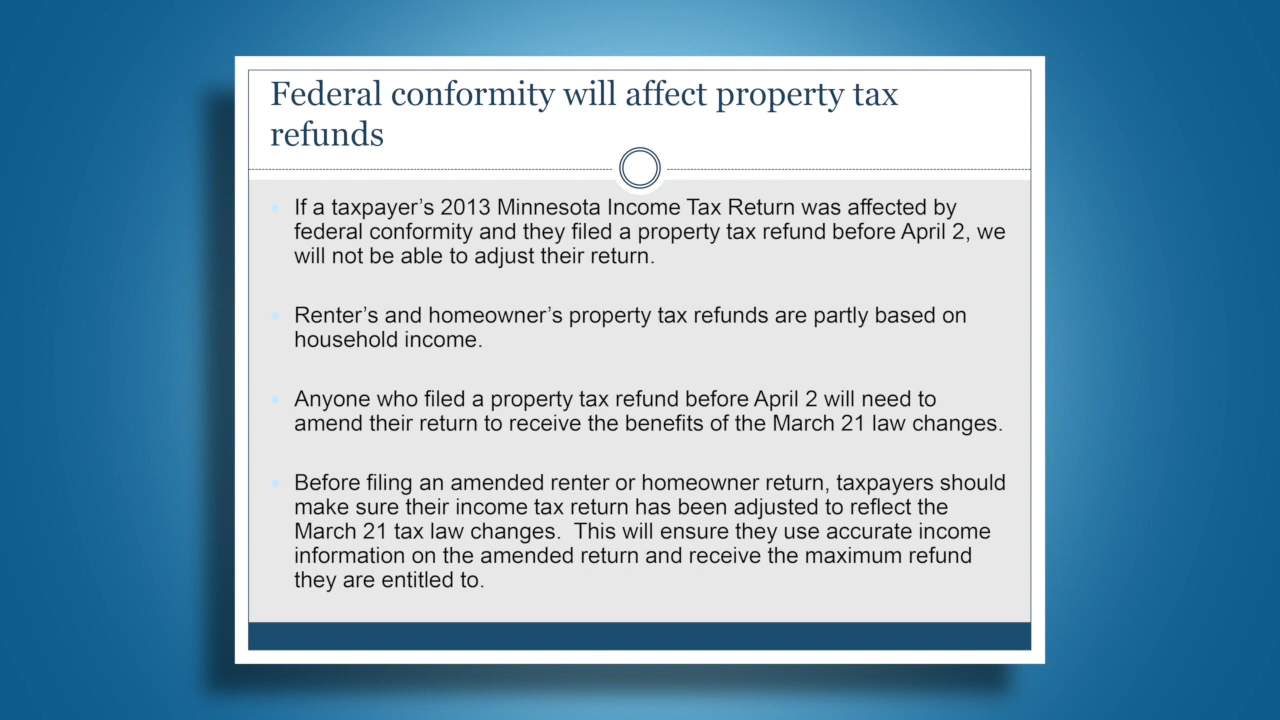 Federal conformity will affect property tax
refunds
If a taxpayer’s 2013 Minnesota Income Tax Return was affected by
federal conformity and they filed a property tax refund before April 2, we
will not be able to adjust their return.
Renter’s and homeowner’s property tax refunds are partly based on
household income.
Anyone who filed a property tax refund before April 2 will need to
amend their return to receive the benefits of the March 21 law changes.
Before filing an amended renter or homeowner return, taxpayers should
make sure their income tax return has been adjusted to reflect the
March 21 tax law changes.  This will ensure they use accurate income
information on the amended return and receive the maximum refund
they are entitled to.